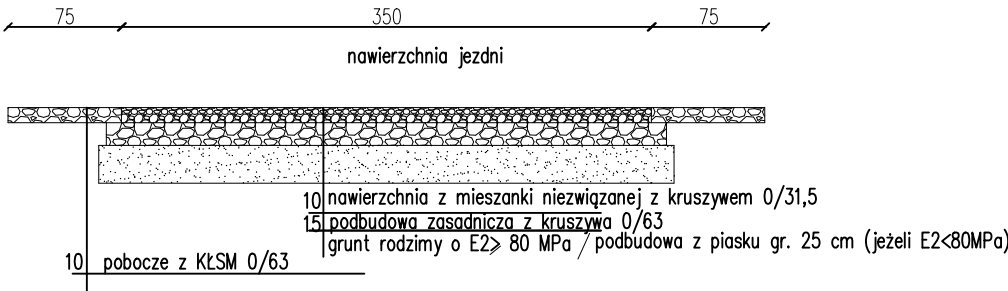 75 350 75
nawierzchnia jezdni
10 nawierzchnia z mieszanki niezwiązanej z kruszywem 0/31,5
15 podbudowa zasadnicza z kruszywa 0/63
grunt rodzimy o E2⩾ 80 MPa / podbudowa z piasku gr. 25 cm (jeżeli E2<80MPa)
10 pobocze z KŁSM 0/63